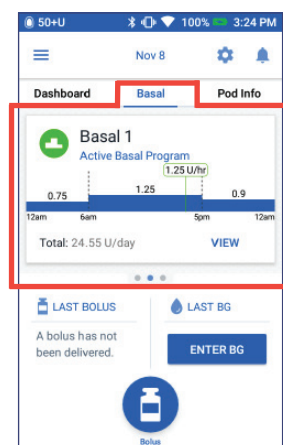 50+U 100% 3:24 PM
Nov 8
Dashboard Basal Pod Info
Basal 1
Active Basal Program
1.25 U/hr
0.75 1.25 0.9
12am 6am 5pm 12am
Total: 24.55 U/day VIEW
LAST BOLUS LAST BG
A bolus has not
been delivered.
ENTER BG
Bolus